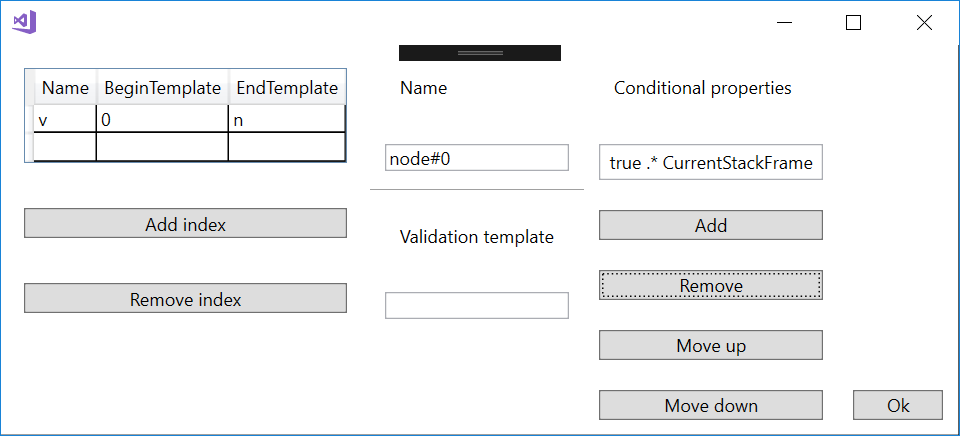 Name BeginTemplate EndTemplate
v 0 n
Add index
Remove index
Name
node#0
Validation template
Conditional properties
true .* CurrentStackFrame
Add
Remove
Move up
Move down
Ok